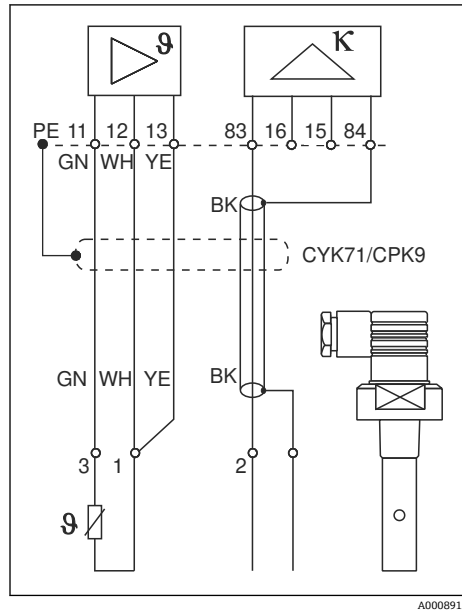 ϑ
κ
PE 11 12 13 83 16 15 84
GN WH YE
BK
CYK71/CPK9
GN WH YE BK
3 1 2
ϑ
A000891